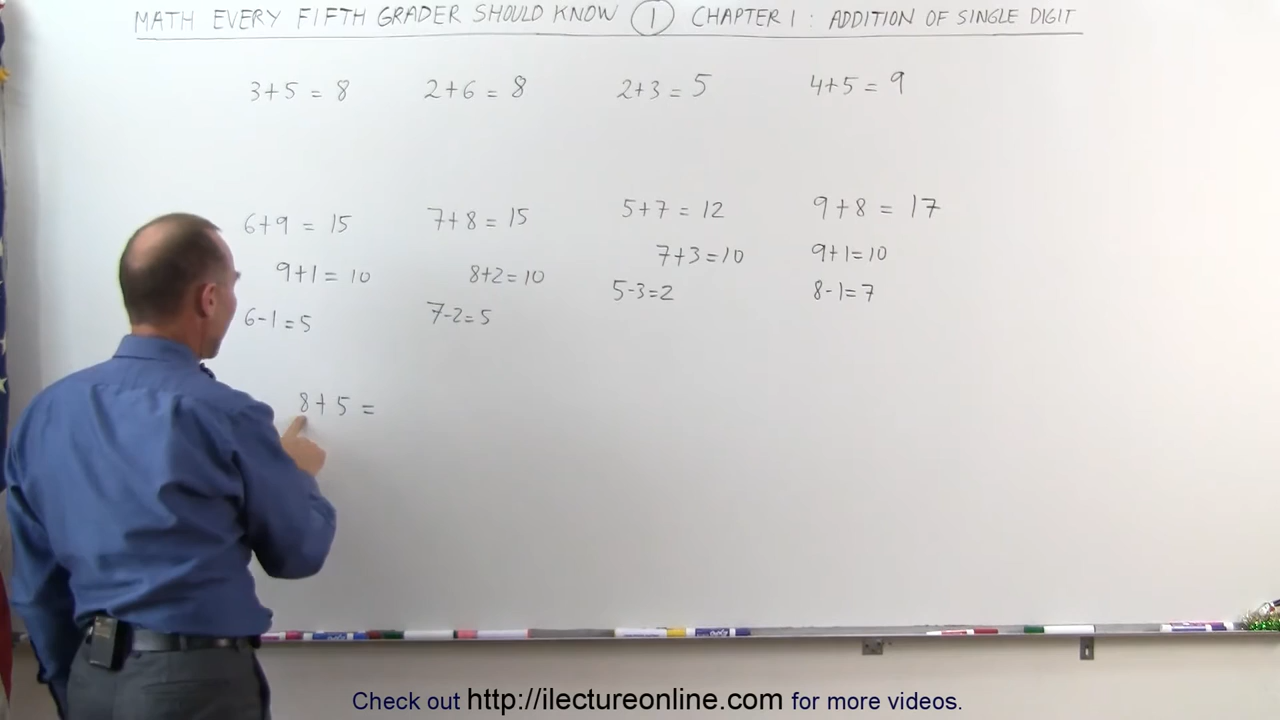 MATH EVERY FIFTH GRADER SHOULD KNOW 1 CHAPTER 1 : ADDITION OF SINGLE DIGIT
3+5 = 8 2+6 = 8 2+3 = 5 4+5 = 9
6+9 = 15 7+8 = 15 5+7 = 12 9+8 = 17
9+1 = 10 8+2=10 7+3=10 9+1=10
6-1=5 7-2=5 5-3=2 8-1=7
8+5 =
Check out http://ilectureonline.com for more videos.